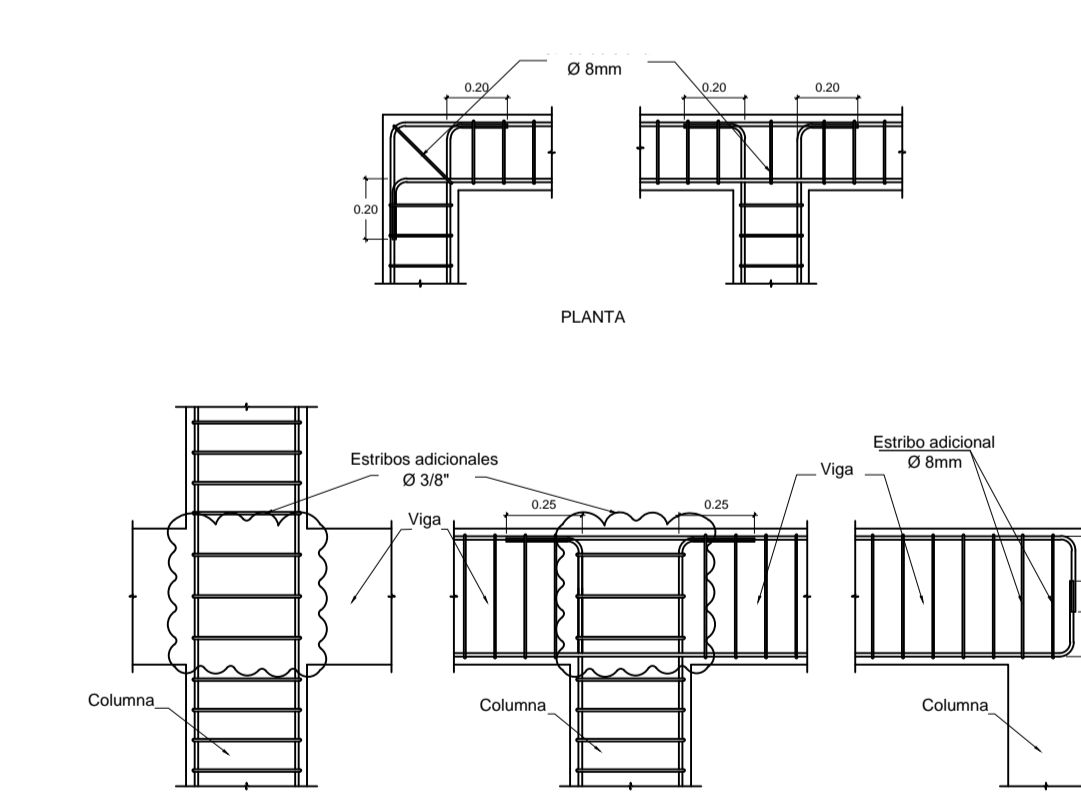 Ø 8mm
0.20
0.20
0.20
0.20
PLANTA
Estribos adicionales
Ø 3/8"
Estribo adicional
Ø 8mm
Viga
Viga
0.25
0.25
Columna
Columna
Columna